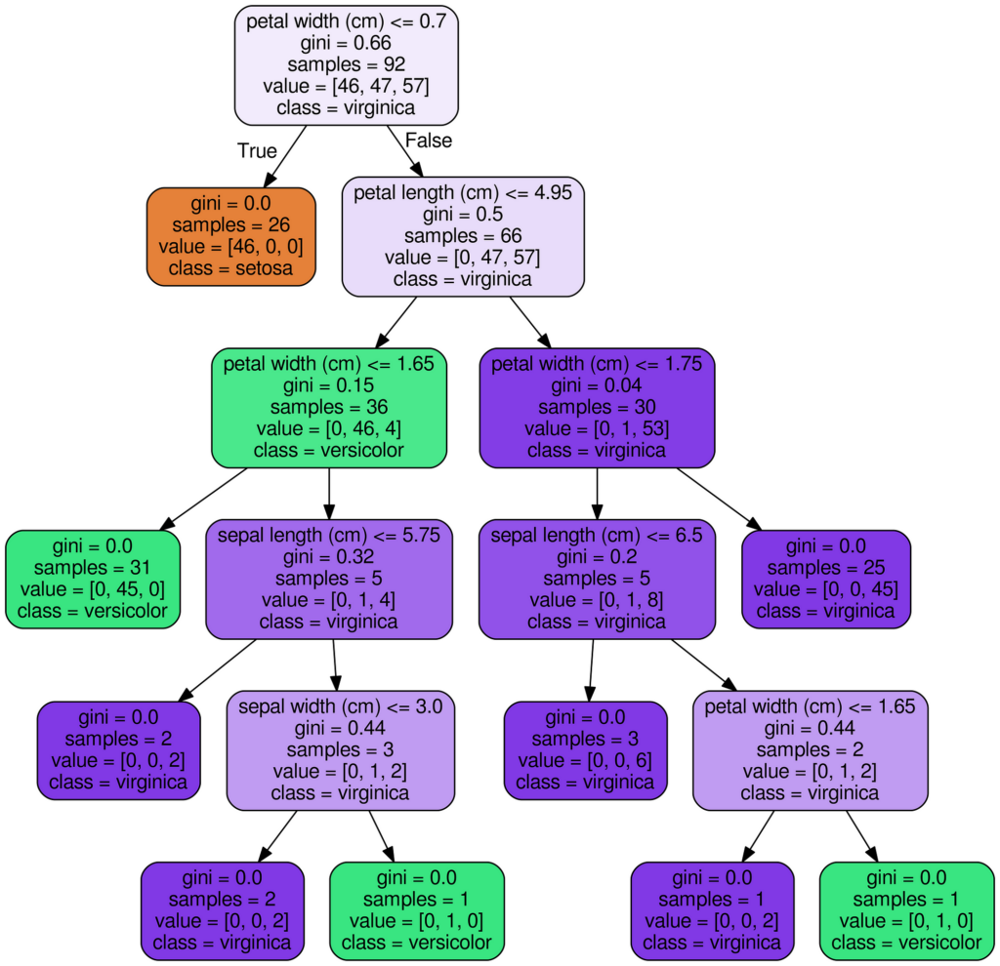 petal width (cm) <= 0.7
gini = 0.66
samples = 92
value = [46, 47, 57]
class = virginica
True
False
gini = 0.0
samples = 26
value = [46, 0, 0]
class = setosa
petal length (cm) <= 4.95
gini = 0.5
samples = 66
value = [0, 47, 57]
class = virginica
petal width (cm) <= 1.65
gini = 0.15
samples = 36
value = [0, 46, 4]
class = versicolor
petal width (cm) <= 1.75
gini = 0.04
samples = 30
value = [0, 1, 53]
class = virginica
gini = 0.0
samples = 31
value = [0, 45, 0]
class = versicolor
sepal length (cm) <= 5.75
gini = 0.32
samples = 5
value = [0, 1, 4]
class = virginica
sepal length (cm) <= 6.5
gini = 0.2
samples = 5
value = [0, 1, 8]
class = virginica
gini = 0.0
samples = 25
value = [0, 0, 45]
class = virginica
gini = 0.0
samples = 2
value = [0, 0, 2]
class = virginica
sepal width (cm) <= 3.0
gini = 0.44
samples = 3
value = [0, 1, 2]
class = virginica
gini = 0.0
samples = 3
value = [0, 0, 6]
class = virginica
petal width (cm) <= 1.65
gini = 0.44
samples = 2
value = [0, 1, 2]
class = virginica
gini = 0.0
samples = 2
value = [0, 0, 2]
class = virginica
gini = 0.0
samples = 1
value = [0, 1, 0]
class = versicolor
gini = 0.0
samples = 1
value = [0, 0, 2]
class = virginica
gini = 0.0
samples = 1
value = [0, 1, 0]
class = versicolor